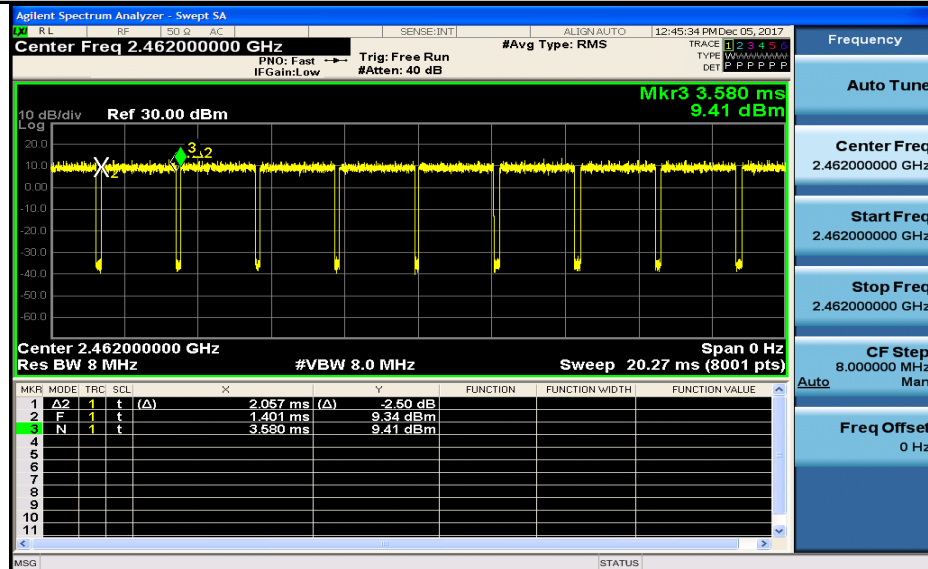 Agilent Spectrum Analyzer - Swept SA
LXI RL RF 50 Ω AC SENSE:INT ALIGN AUTO 12:45:34 PM Dec 05, 2017
Center Freq 2.462000000 GHz
#Avg Type: RMS
TRACE 1 2 3 4 5 6
PNO: Fast
Trig: Free Run
TYPE WWWWWW
IFGain:Low
#Atten: 40 dB
DET P P P P P P
Mkr3 3.580 ms
9.41 dBm
10 dB/div Ref 30.00 dBm
Log
20.0
10.0
0.00
-10.0
-20.0
-30.0
-40.0
-50.0
-60.0
X2
3Δ2
Center 2.462000000 GHz
Span 0 Hz
Res BW 8 MHz
#VBW 8.0 MHz
Sweep 20.27 ms (8001 pts)
MKR MODE TRC SCL X Y FUNCTION FUNCTION WIDTH FUNCTION VALUE
1 Δ2 1 t (Δ) 2.057 ms (Δ) -2.50 dB
2 F 1 t 1.401 ms 9.34 dBm
3 N 1 t 3.580 ms 9.41 dBm
4
5
6
7
8
9
10
11
MSG STATUS
Frequency
Auto Tune
Center Freq
2.462000000 GHz
Start Freq
2.462000000 GHz
Stop Freq
2.462000000 GHz
CF Step
8.000000 MHz
Auto Man
Freq Offset
0 Hz